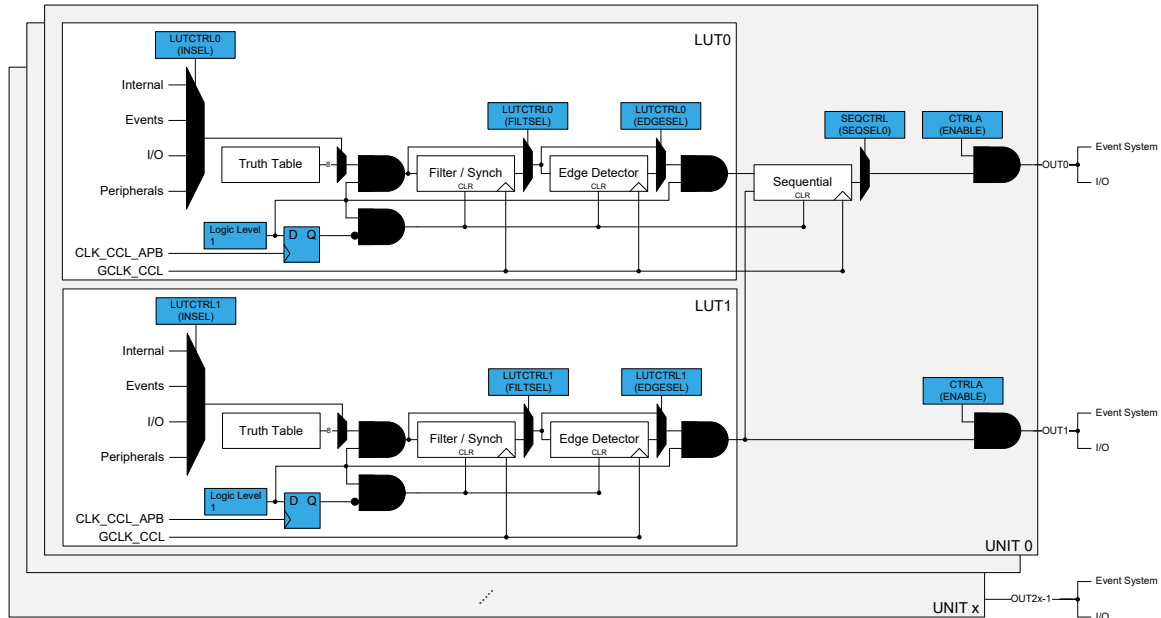 LUT0
LUTCTRL0
(INSEL)
Internal
Events
I/O
Peripherals
Truth Table
8
LUTCTRL0
(FILTSEL)
LUTCTRL0
(EDGESEL)
Filter / Synch
CLR
Edge Detector
CLR
Logic Level
1
D Q
CLK_CCL_APB
GCLK_CCL
SEQCTRL
(SEQSEL0)
Sequential
CLR
CTRLA
(ENABLE)
OUT0
Event System
I/O
LUT1
LUTCTRL1
(INSEL)
Internal
Events
I/O
Peripherals
Truth Table
8
LUTCTRL1
(FILTSEL)
LUTCTRL1
(EDGESEL)
Filter / Synch
CLR
Edge Detector
CLR
Logic Level
1
D Q
CLK_CCL_APB
GCLK_CCL
CTRLA
(ENABLE)
OUT1
Event System
I/O
UNIT 0
UNIT x
OUT2x-1
Event System
I/O